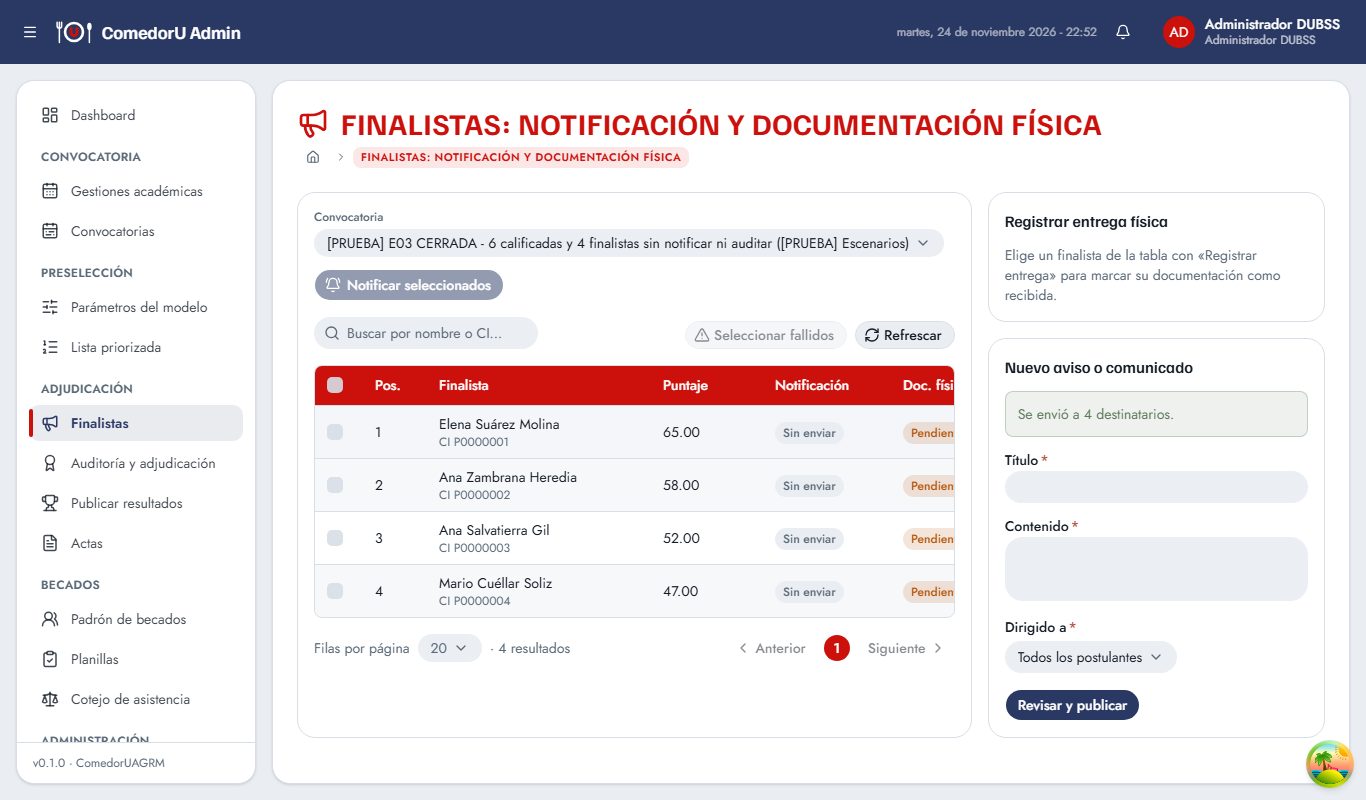 ComedorU Admin
martes, 24 de noviembre 2026 - 22:52
AD
Administrador DUBSS
Administrador DUBSS
Dashboard
CONVOCATORIA
Gestiones académicas
Convocatorias
PRESELECCIÓN
Parámetros del modelo
Lista priorizada
ADJUDICACIÓN
Finalistas
Auditoría y adjudicación
Publicar resultados
Actas
BECADOS
Padrón de becados
Planillas
Cotejo de asistencia
ADMINISTRACIÓN
v0.1.0 - ComedorUAGRM
FINALISTAS: NOTIFICACIÓN Y DOCUMENTACIÓN FÍSICA
FINALISTAS: NOTIFICACIÓN Y DOCUMENTACIÓN FÍSICA
Convocatoria
[PRUEBA] E03 CERRADA - 6 calificadas y 4 finalistas sin notificar ni auditar ([PRUEBA] Escenarios)
Notificar seleccionados
Buscar por nombre o CI...
Seleccionar fallidos
Refrescar
Pos. Finalista Puntaje Notificación Doc. físi
1 Elena Suárez Molina 65.00 Sin enviar Pendien
CI P0000001
2 Ana Zambrana Heredia 58.00 Sin enviar Pendien
CI P0000002
3 Ana Salvatierra Gil 52.00 Sin enviar Pendien
CI P0000003
4 Mario Cuéllar Soliz 47.00 Sin enviar Pendien
CI P0000004
Filas por página 20 · 4 resultados
Anterior 1 Siguiente
Registrar entrega física
Elige un finalista de la tabla con «Registrar
entrega» para marcar su documentación como
recibida.
Nuevo aviso o comunicado
Se envió a 4 destinatarios.
Título *
Contenido *
Dirigido a *
Todos los postulantes
Revisar y publicar